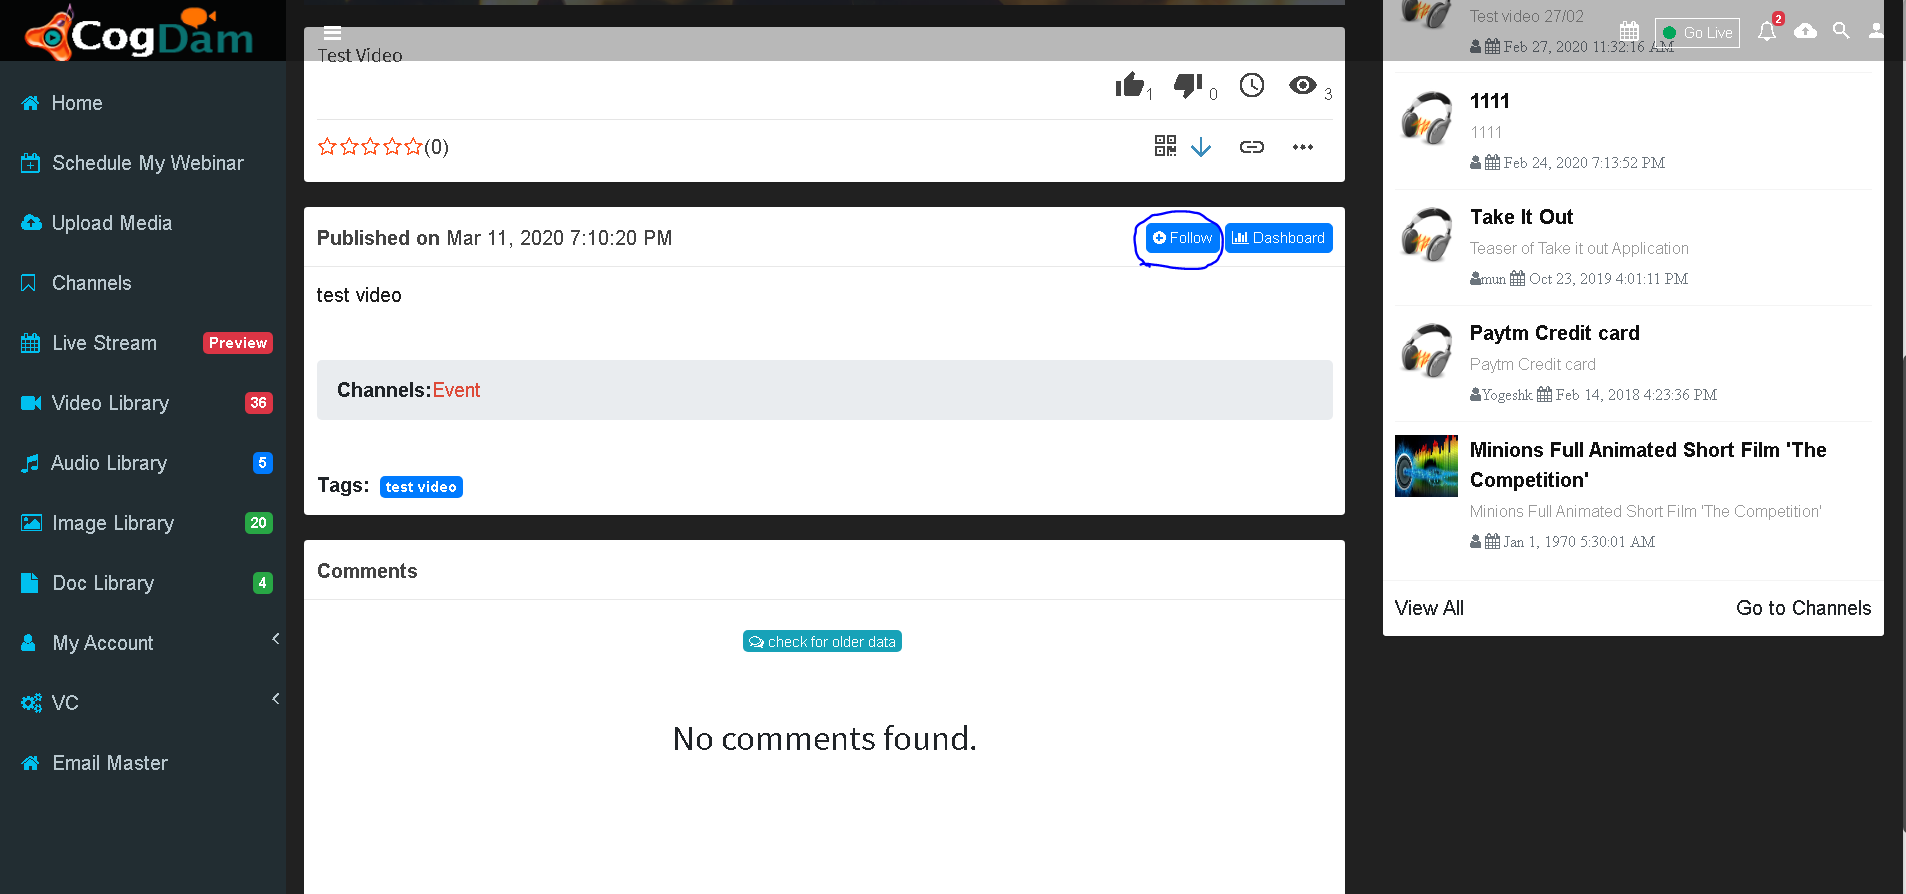 CogDam
Home
Schedule My Webinar
Upload Media
Channels
Live Stream Preview
Video Library 36
Audio Library 5
Image Library 20
Doc Library 4
My Account
VC
Email Master
Test Video
1 0 3
(0)
Published on Mar 11, 2020 7:10:20 PM
Follow Dashboard
test video
Channels:Event
Tags: test video
Comments
check for older data
No comments found.
Go Live 2
Test video 27/02
Feb 27, 2020 11:32:16 AM
1111
1111
Feb 24, 2020 7:13:52 PM
Take It Out
Teaser of Take it out Application
mun Oct 23, 2019 4:01:11 PM
Paytm Credit card
Paytm Credit card
Yogeshk Feb 14, 2018 4:23:36 PM
Minions Full Animated Short Film 'The
Competition'
Minions Full Animated Short Film 'The Competition'
Jan 1, 1970 5:30:01 AM
View All Go to Channels